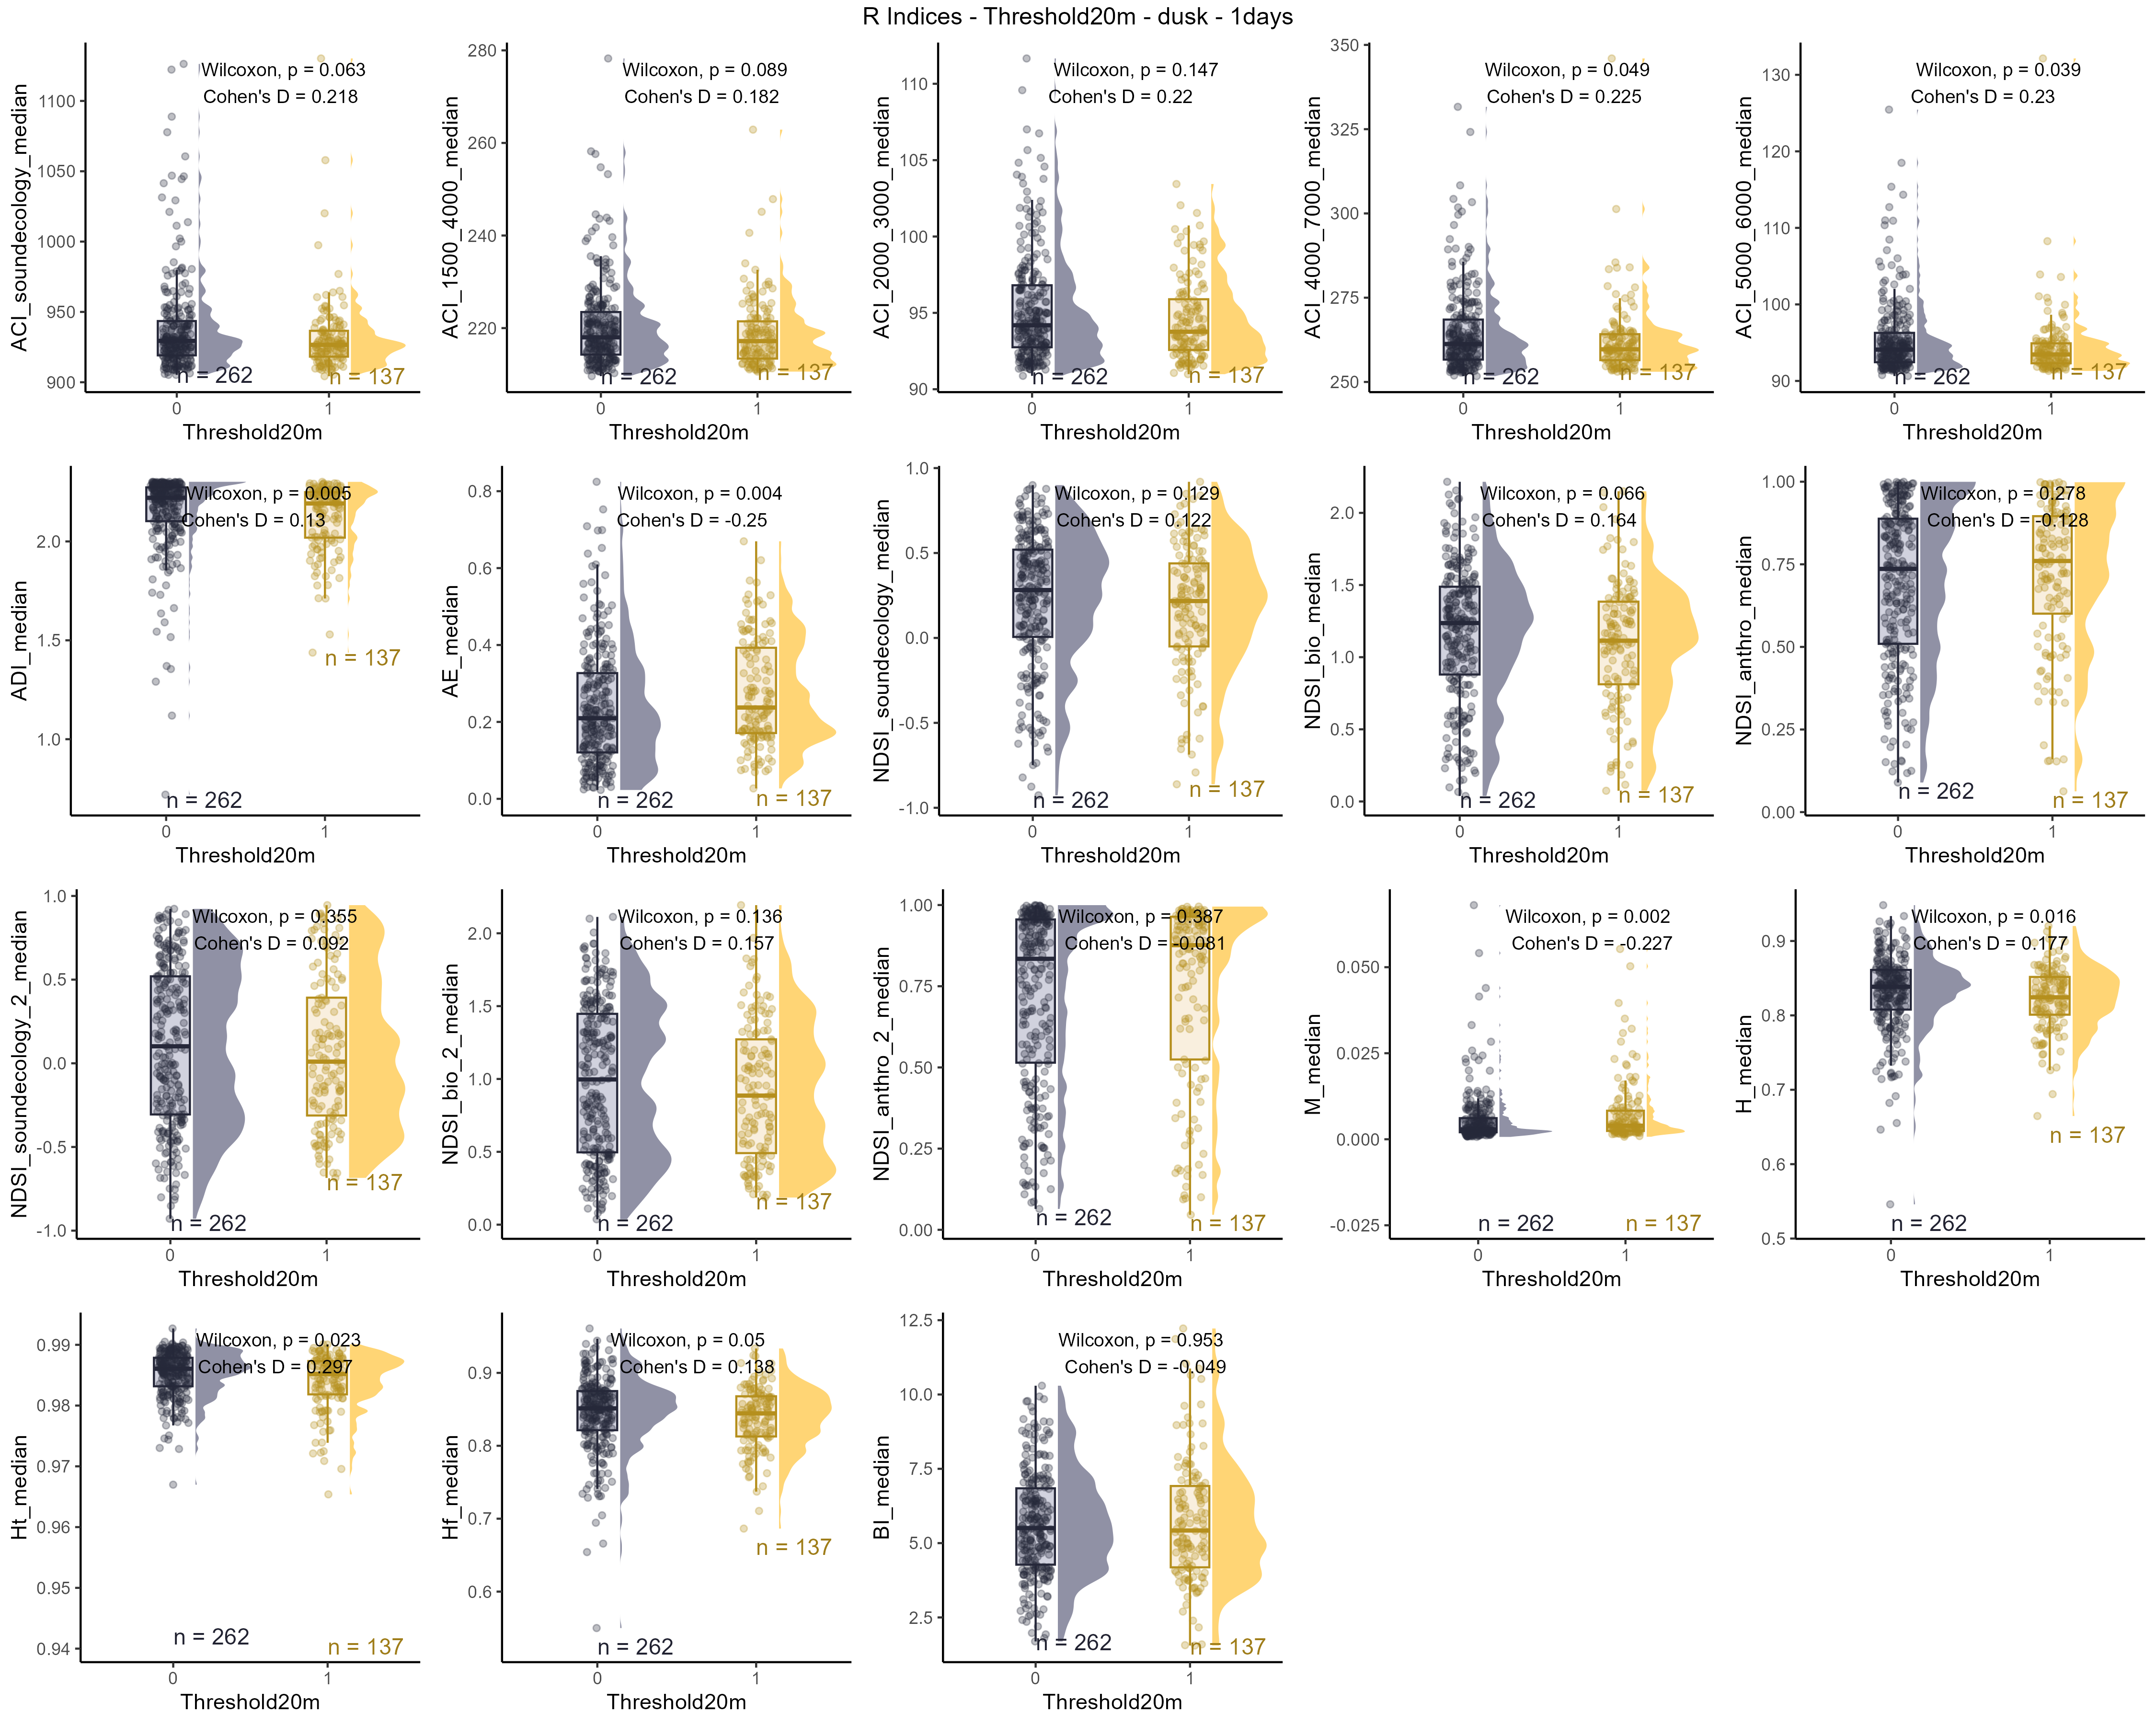 R Indices - Threshold20m - dusk - 1days
ACI_soundecology_median
1100
1050
1000
950
900
Wilcoxon, p = 0.063
Cohen's D = 0.218
n = 262
n = 137
0
1
Threshold20m
ACI_1500_4000_median
280
260
240
220
Wilcoxon, p = 0.089
Cohen's D = 0.182
n = 262
n = 137
0
1
Threshold20m
ACI_2000_3000_median
110
105
100
95
90
Wilcoxon, p = 0.147
Cohen's D = 0.22
n = 262
n = 137
0
1
Threshold20m
ACI_4000_7000_median
350
325
300
275
250
Wilcoxon, p = 0.049
Cohen's D = 0.225
n = 262
n = 137
0
1
Threshold20m
ACI_5000_6000_median
130
120
110
100
90
Wilcoxon, p = 0.039
Cohen's D = 0.23
n = 262
n = 137
0
1
Threshold20m
ADI_median
2.0
1.5
1.0
Wilcoxon, p = 0.005
Cohen's D = 0.13
n = 262
n = 137
0
1
Threshold20m
AE_median
0.8
0.6
0.4
0.2
0.0
Wilcoxon, p = 0.004
Cohen's D = -0.25
n = 262
n = 137
0
1
Threshold20m
NDSI_soundecology_median
1.0
0.5
0.0
-0.5
-1.0
Wilcoxon, p = 0.129
Cohen's D = 0.122
n = 262
n = 137
0
1
Threshold20m
NDSI_bio_median
2.0
1.5
1.0
0.5
0.0
Wilcoxon, p = 0.066
Cohen's D = 0.164
n = 262
n = 137
0
1
Threshold20m
NDSI_anthro_median
1.00
0.75
0.50
0.25
0.00
Wilcoxon, p = 0.278
Cohen's D = -0.128
n = 262
n = 137
0
1
Threshold20m
NDSI_soundecology_2_median
1.0
0.5
0.0
-0.5
-1.0
Wilcoxon, p = 0.355
Cohen's D = 0.092
n = 262
n = 137
0
1
Threshold20m
NDSI_bio_2_median
2.0
1.5
1.0
0.5
0.0
Wilcoxon, p = 0.136
Cohen's D = 0.157
n = 262
n = 137
0
1
Threshold20m
NDSI_anthro_2_median
1.00
0.75
0.50
0.25
0.00
Wilcoxon, p = 0.387
Cohen's D = -0.081
n = 262
n = 137
0
1
Threshold20m
M_median
0.050
0.025
0.000
-0.025
Wilcoxon, p = 0.002
Cohen's D = -0.227
n = 262
n = 137
0
1
Threshold20m
H_median
0.9
0.8
0.7
0.6
0.5
Wilcoxon, p = 0.016
Cohen's D = 0.177
n = 262
n = 137
0
1
Threshold20m
Ht_median
0.99
0.98
0.97
0.96
0.95
0.94
Wilcoxon, p = 0.023
Cohen's D = 0.297
n = 262
n = 137
0
1
Threshold20m
Hf_median
0.9
0.8
0.7
0.6
Wilcoxon, p = 0.05
Cohen's D = 0.138
n = 262
n = 137
0
1
Threshold20m
BI_median
12.5
10.0
7.5
5.0
2.5
Wilcoxon, p = 0.953
Cohen's D = -0.049
n = 262
n = 137
0
1
Threshold20m